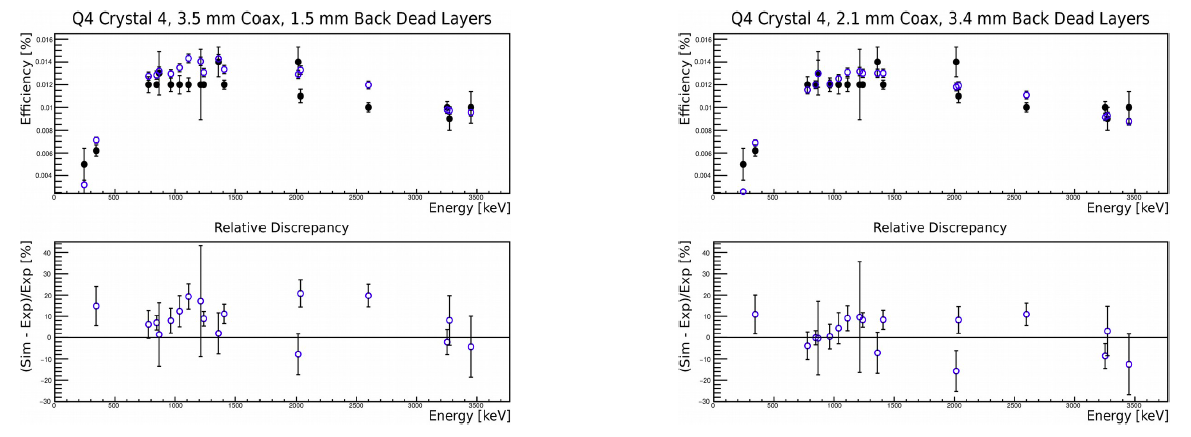 Q4 Crystal 4, 3.5 mm Coax, 1.5 mm Back Dead Layers
Efficiency [%]
0.016
0.014
0.012
0.01
0.008
0.006
0.004
0 500 1000 1500 2000 2500 3000 3500
Energy [keV]
Relative Discrepancy
(Sim - Exp)/Exp [%]
40
30
20
10
0
−10
−20
−30
0 500 1000 1500 2000 2500 3000 3500
Energy [keV]
Q4 Crystal 4, 2.1 mm Coax, 3.4 mm Back Dead Layers
Efficiency [%]
0.016
0.014
0.012
0.01
0.008
0.006
0.004
0 500 1000 1500 2000 2500 3000 3500
Energy [keV]
Relative Discrepancy
(Sim - Exp)/Exp [%]
40
30
20
10
0
−10
−20
−30
0 500 1000 1500 2000 2500 3000 3500
Energy [keV]